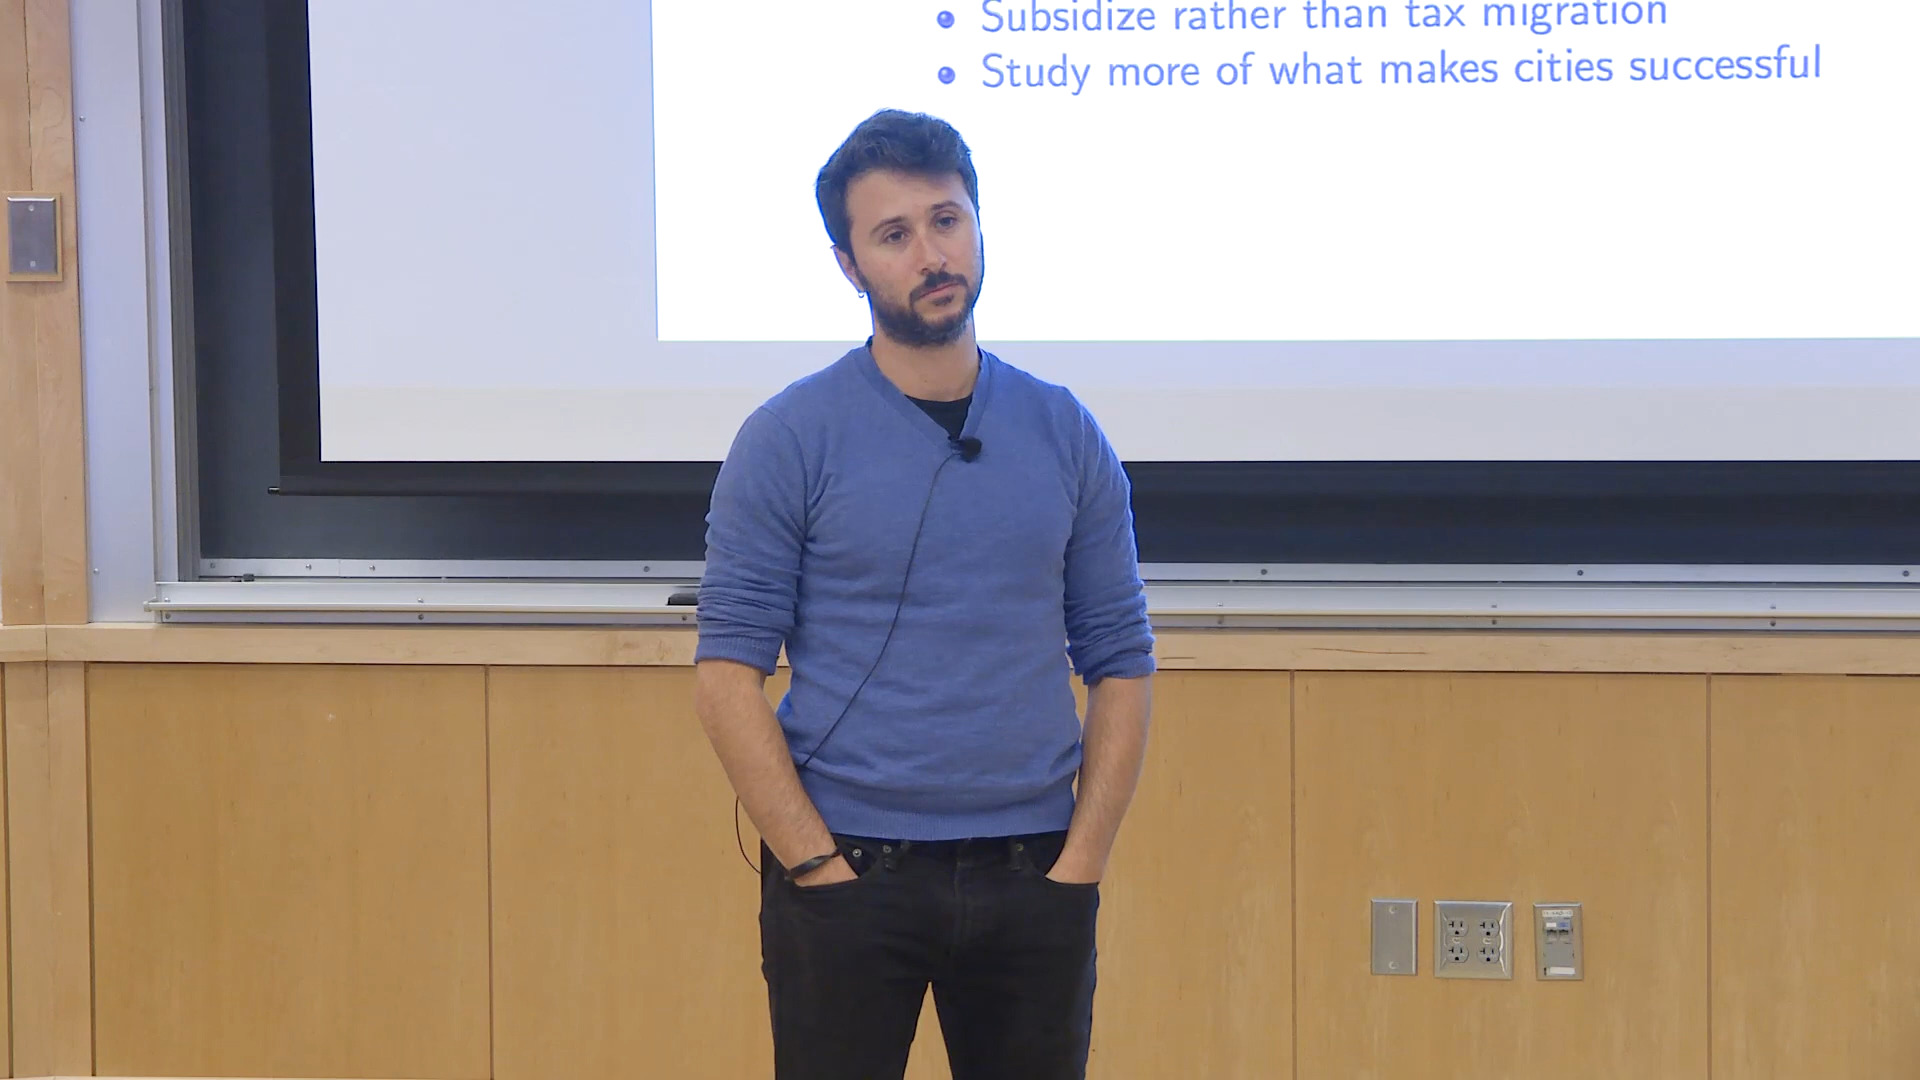 Subsidize rather than tax migration
Study more of what makes cities successful